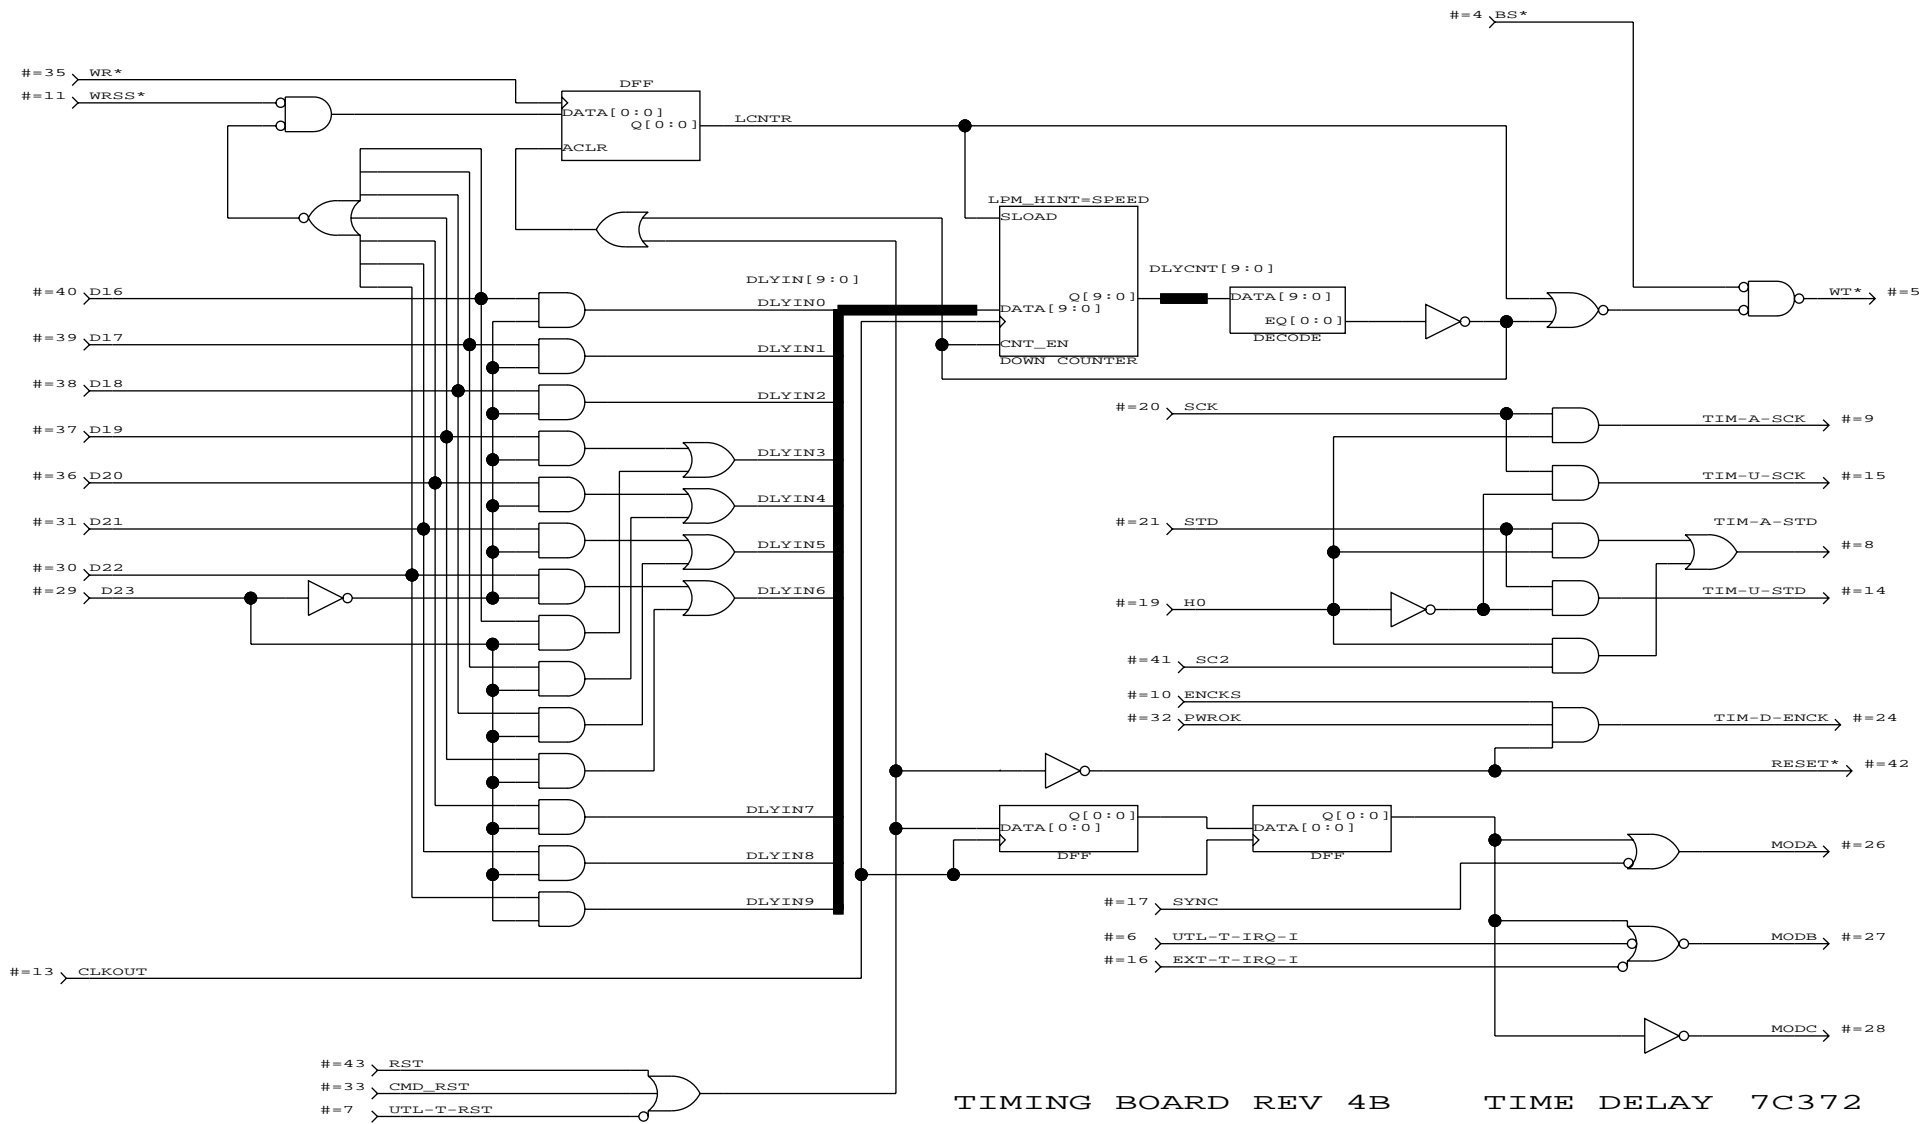 #=4 BS*
#=35 WR*
DFF
#=11 WRSS*
DATA[0:0]
Q[0:0]
LCNTR
ACLR
LPM_HINT=SPEED
SLOAD
DLYIN[9:0]
DLYCNT[9:0]
#=40 D16
DLYIN0
Q[9:0]
DATA[9:0]
DATA[9:0]
EQ[0:0]
DECODE
WT* #=5
#=39 D17
DLYIN1
CNT_EN
DOWN COUNTER
#=38 D18
DLYIN2
#=20 SCK
TIM-A-SCK #=9
#=37 D19
DLYIN3
#=36 D20
DLYIN4
TIM-U-SCK #=15
#=31 D21
DLYIN5
#=21 STD
TIM-A-STD
#=8
#=30 D22
#=29 D23
DLYIN6
#=19 H0
TIM-U-STD #=14
#=41 SC2
#=10 ENCKS
#=32 PWROK
TIM-D-ENCK #=24
RESET* #=42
DLYIN7
Q[0:0]
DATA[0:0]
DFF
Q[0:0]
DATA[0:0]
DFF
MODA #=26
DLYIN8
DLYIN9
#=17 SYNC
#=6 UTL-T-IRQ-I
MODB #=27
#=16 EXT-T-IRQ-I
#=13 CLKOUT
MODC #=28
#=43 RST
#=33 CMD_RST
#=7 UTL-T-RST
TIMING BOARD REV 4B TIME DELAY 7C372